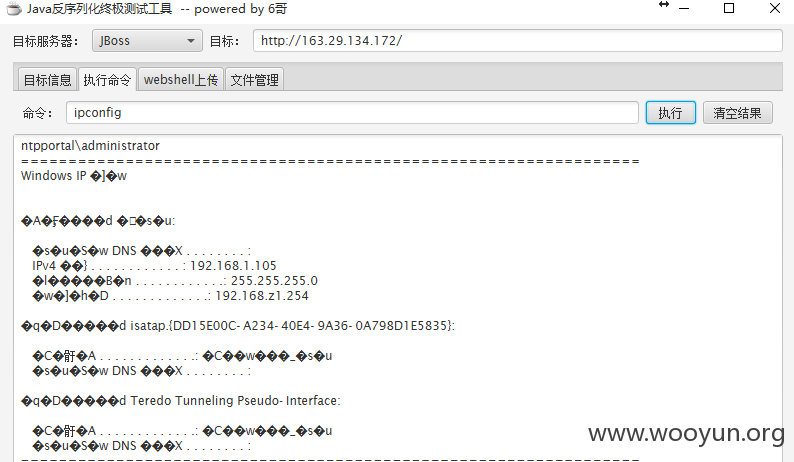 Java反序列化终极测试工具 -- powered by 6哥
目标服务器： JBoss 目标： http://163.29.134.172/
目标信息 执行命令 webshell上传 文件管理
命令： ipconfig 执行 清空结果
ntpportal\administrator
=================================================================
Windows IP �]�w
�A�Ӻ����d �ϰ�s�u:
�s�u�S�w DNS ���X . . . . . . . . :
IPv4 ��} . . . . . . . . . . . . : 192.168.1.105
�l�����B�n . . . . . . . . . . . .: 255.255.255.0
�w�]�h�D . . . . . . . . . . . . .: 192.168.z1.254
�q�D�����d isatap.{DD15E00C-A234-40E4-9A36-0A798D1E5835}:
�C�骬�A . . . . . . . . . . . . .: �C��w���_�s�u
�s�u�S�w DNS ���X . . . . . . . . :
�q�D�����d Teredo Tunneling Pseudo-Interface:
�C�骬�A . . . . . . . . . . . . .: �C��w���_�s�u
�s�u�S�w DNS ���X . . . . . . . . :
www.wooyun.org